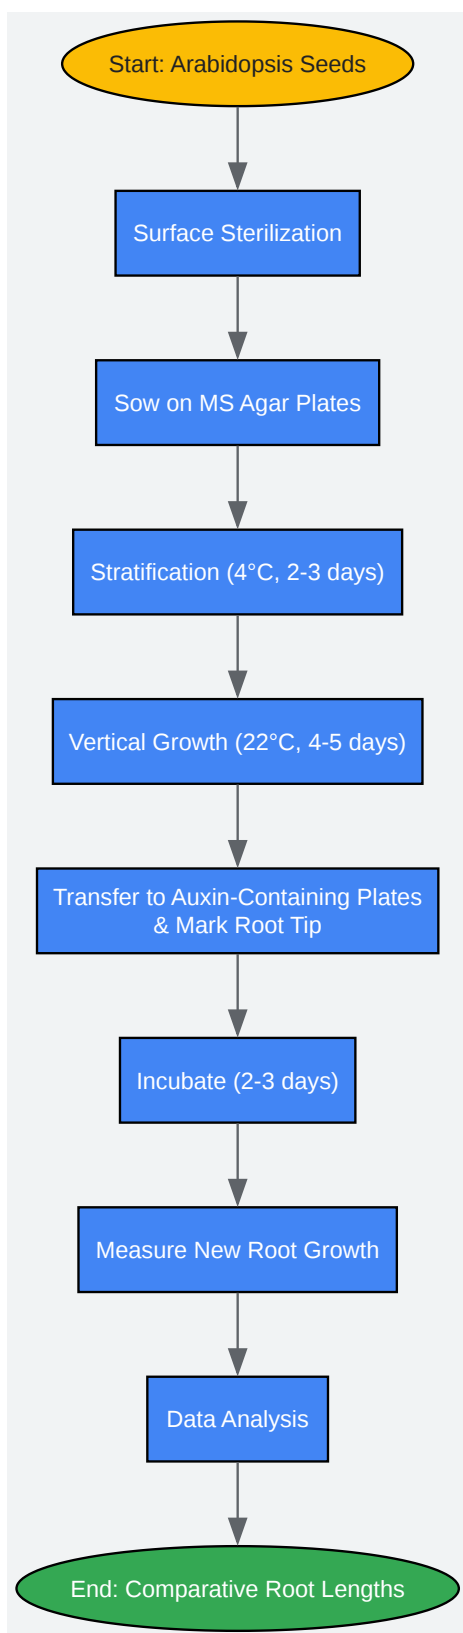 Start: Arabidopsis Seeds
Surface Sterilization
Sow on MS Agar Plates
Stratification (4°C, 2-3 days)
Vertical Growth (22°C, 4-5 days)
Transfer to Auxin-Containing Plates
& Mark Root Tip
Incubate (2-3 days)
Measure New Root Growth
Data Analysis
End: Comparative Root Lengths